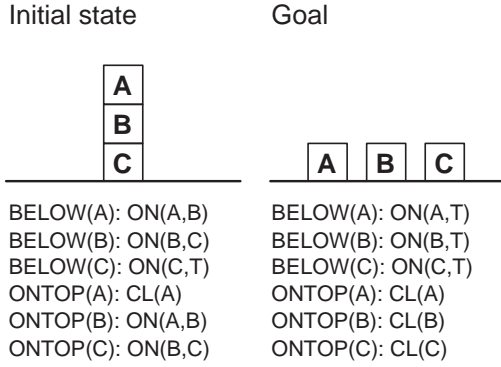 Initial state
A
B
C
BELOW(A): ON(A,B)
BELOW(B): ON(B,C)
BELOW(C): ON(C,T)
ONTOP(A): CL(A)
ONTOP(B): ON(A,B)
ONTOP(C): ON(B,C)
Goal
A B C
BELOW(A): ON(A,T)
BELOW(B): ON(B,T)
BELOW(C): ON(C,T)
ONTOP(A): CL(A)
ONTOP(B): CL(B)
ONTOP(C): CL(C)